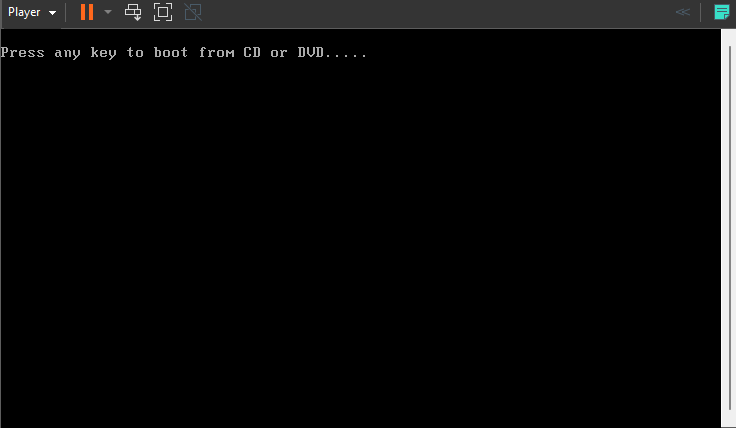 Player
Press any key to boot from CD or DVD.....